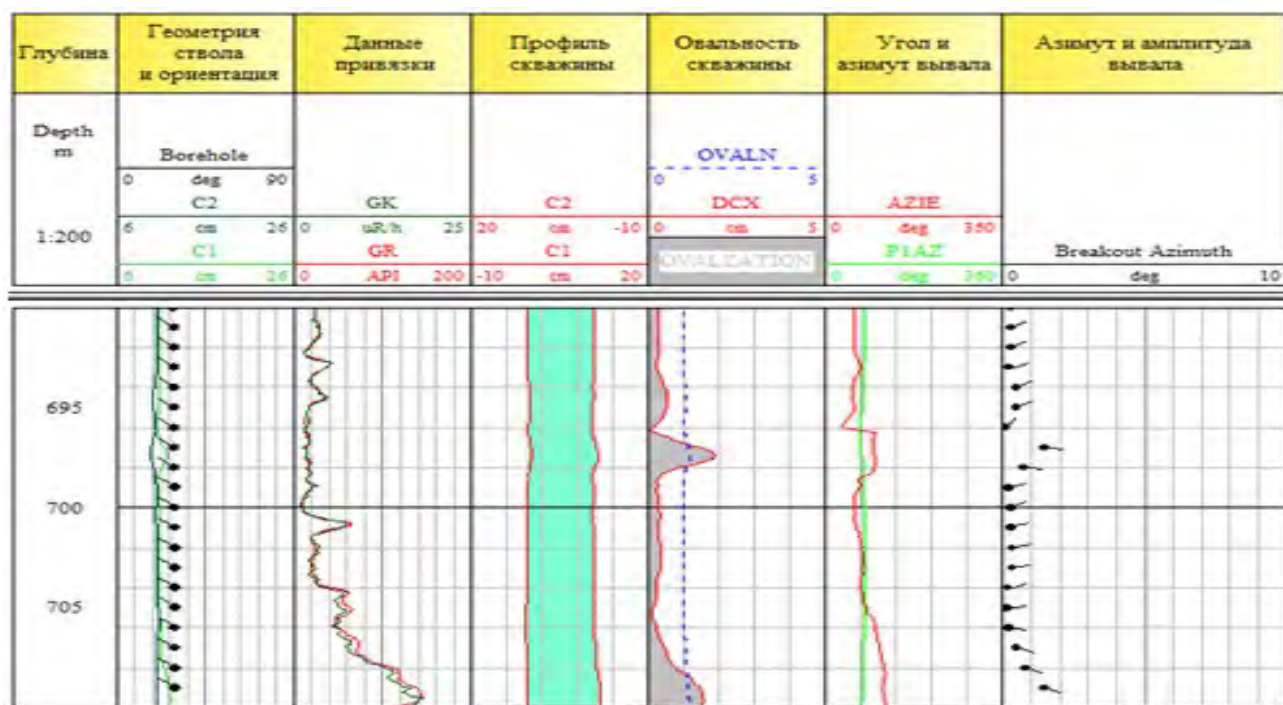 Глубина
Геометрия
ствола
и ориентация
Данные
привязки
Профиль
скважины
Овальность
скважины
Угол и
азимут вывала
Азимут и амплитуда
вывала
Depth
m
1:200
Borehole
0 deg 90
C2
6 cm 26
C1
6 cm 26
GK
0 uR/h 25
GR
0 API 200
C2
20 cm -10
C1
-10 cm 20
OVALN
0 5
DCX
0 cm 5
OVALIZATION
AZIE
0 deg 360
P1AZ
0 deg 360
Breakout Azimuth
0 deg 10
695
700
705